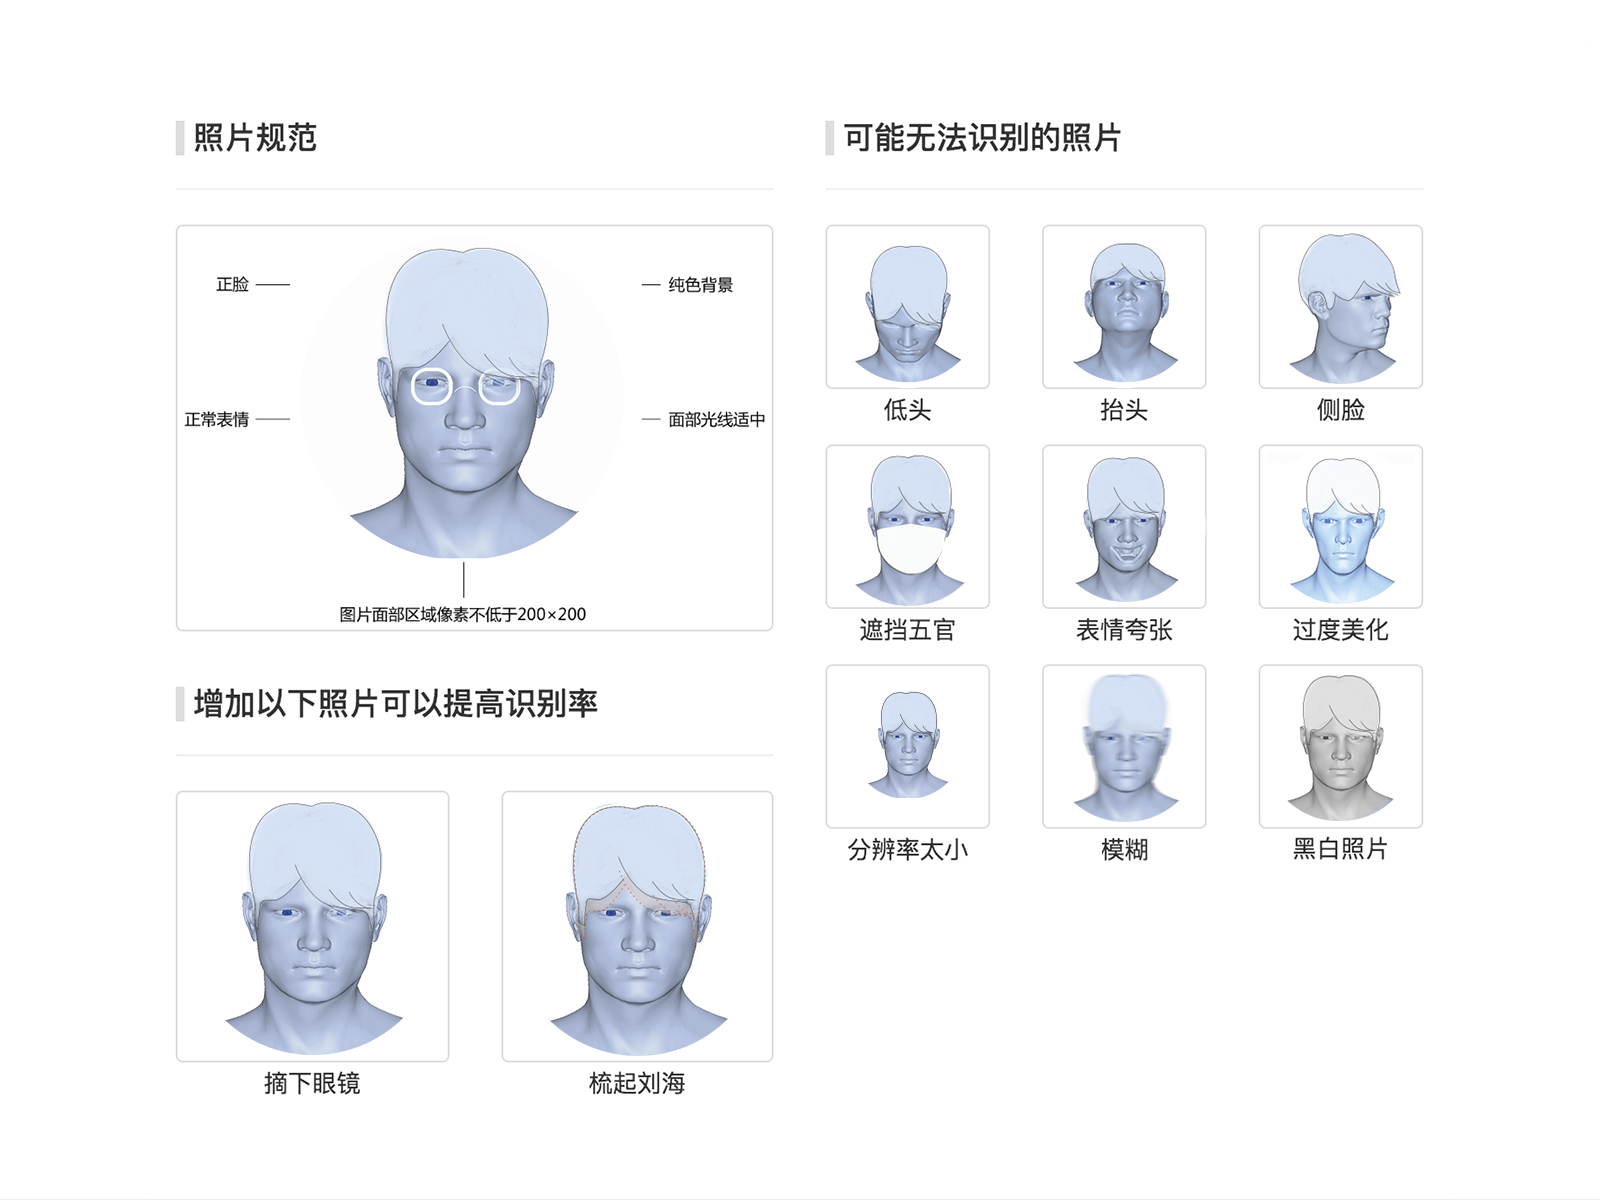 照片规范
正脸
纯色背景
正常表情
面部光线适中
图片面部区域像素不低于200×200
增加以下照片可以提高识别率
摘下眼镜
梳起刘海
可能无法识别的照片
低头
抬头
侧脸
遮挡五官
表情夸张
过度美化
分辨率太小
模糊
黑白照片